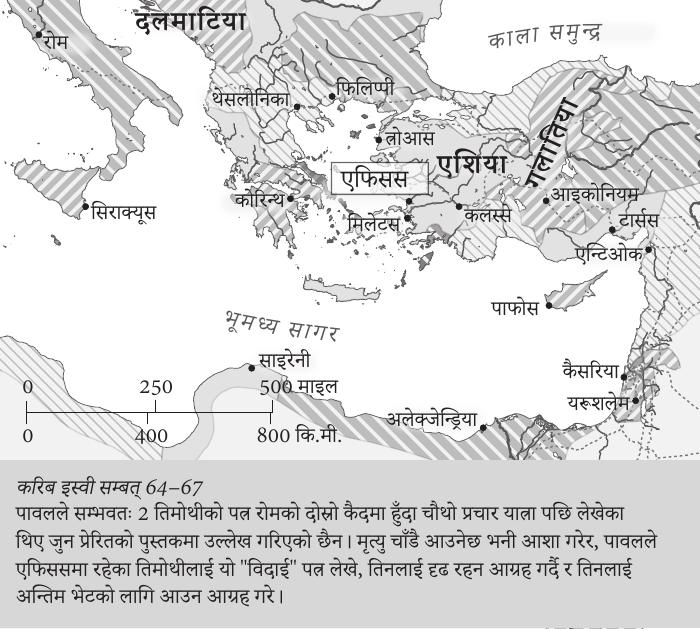 काला समुन्द्र
दलमाटिया
रोम
थेसलोनिका
फिलिप्पी
त्रोआस
एशिया
गलातिया
एफिसस
कोरिन्थ
सिराक्यूस
मिलेटस
कलस्से
आइकोनियम
टार्सस
एन्टिओक
पाफोस
भूमध्य सागर
साइरेनी
कैसरिया
यरूशलेम
अलेक्जेन्ड्रिया
0 250 500 माइल
0 400 800 कि.मी.
करिब इस्वी सम्बत् 64–67
पावलले सम्भवतः 2 तिमोथीको पत्र रोमको दोस्रो कैदमा हुँदा चौथो प्रचार यात्रा पछि लेखेका
थिए जुन प्रेरितको पुस्तकमा उल्लेख गरिएको छैन। मृत्यु चाँडै आउनेछ भनी आशा गरेर, पावलले
एफिससमा रहेका तिमोथीलाई यो "विदाई" पत्र लेखे, तिनलाई दृढ रहन आग्रह गर्दै र तिनलाई
अन्तिम भेटको लागि आउन आग्रह गरे।